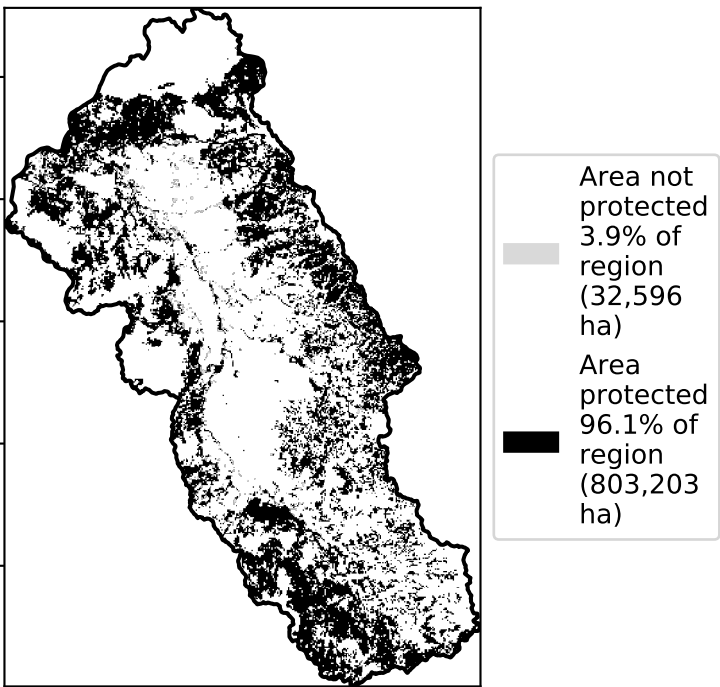 Area not
protected
3.9% of
region
(32,596
ha)
Area
protected
96.1% of
region
(803,203
ha)